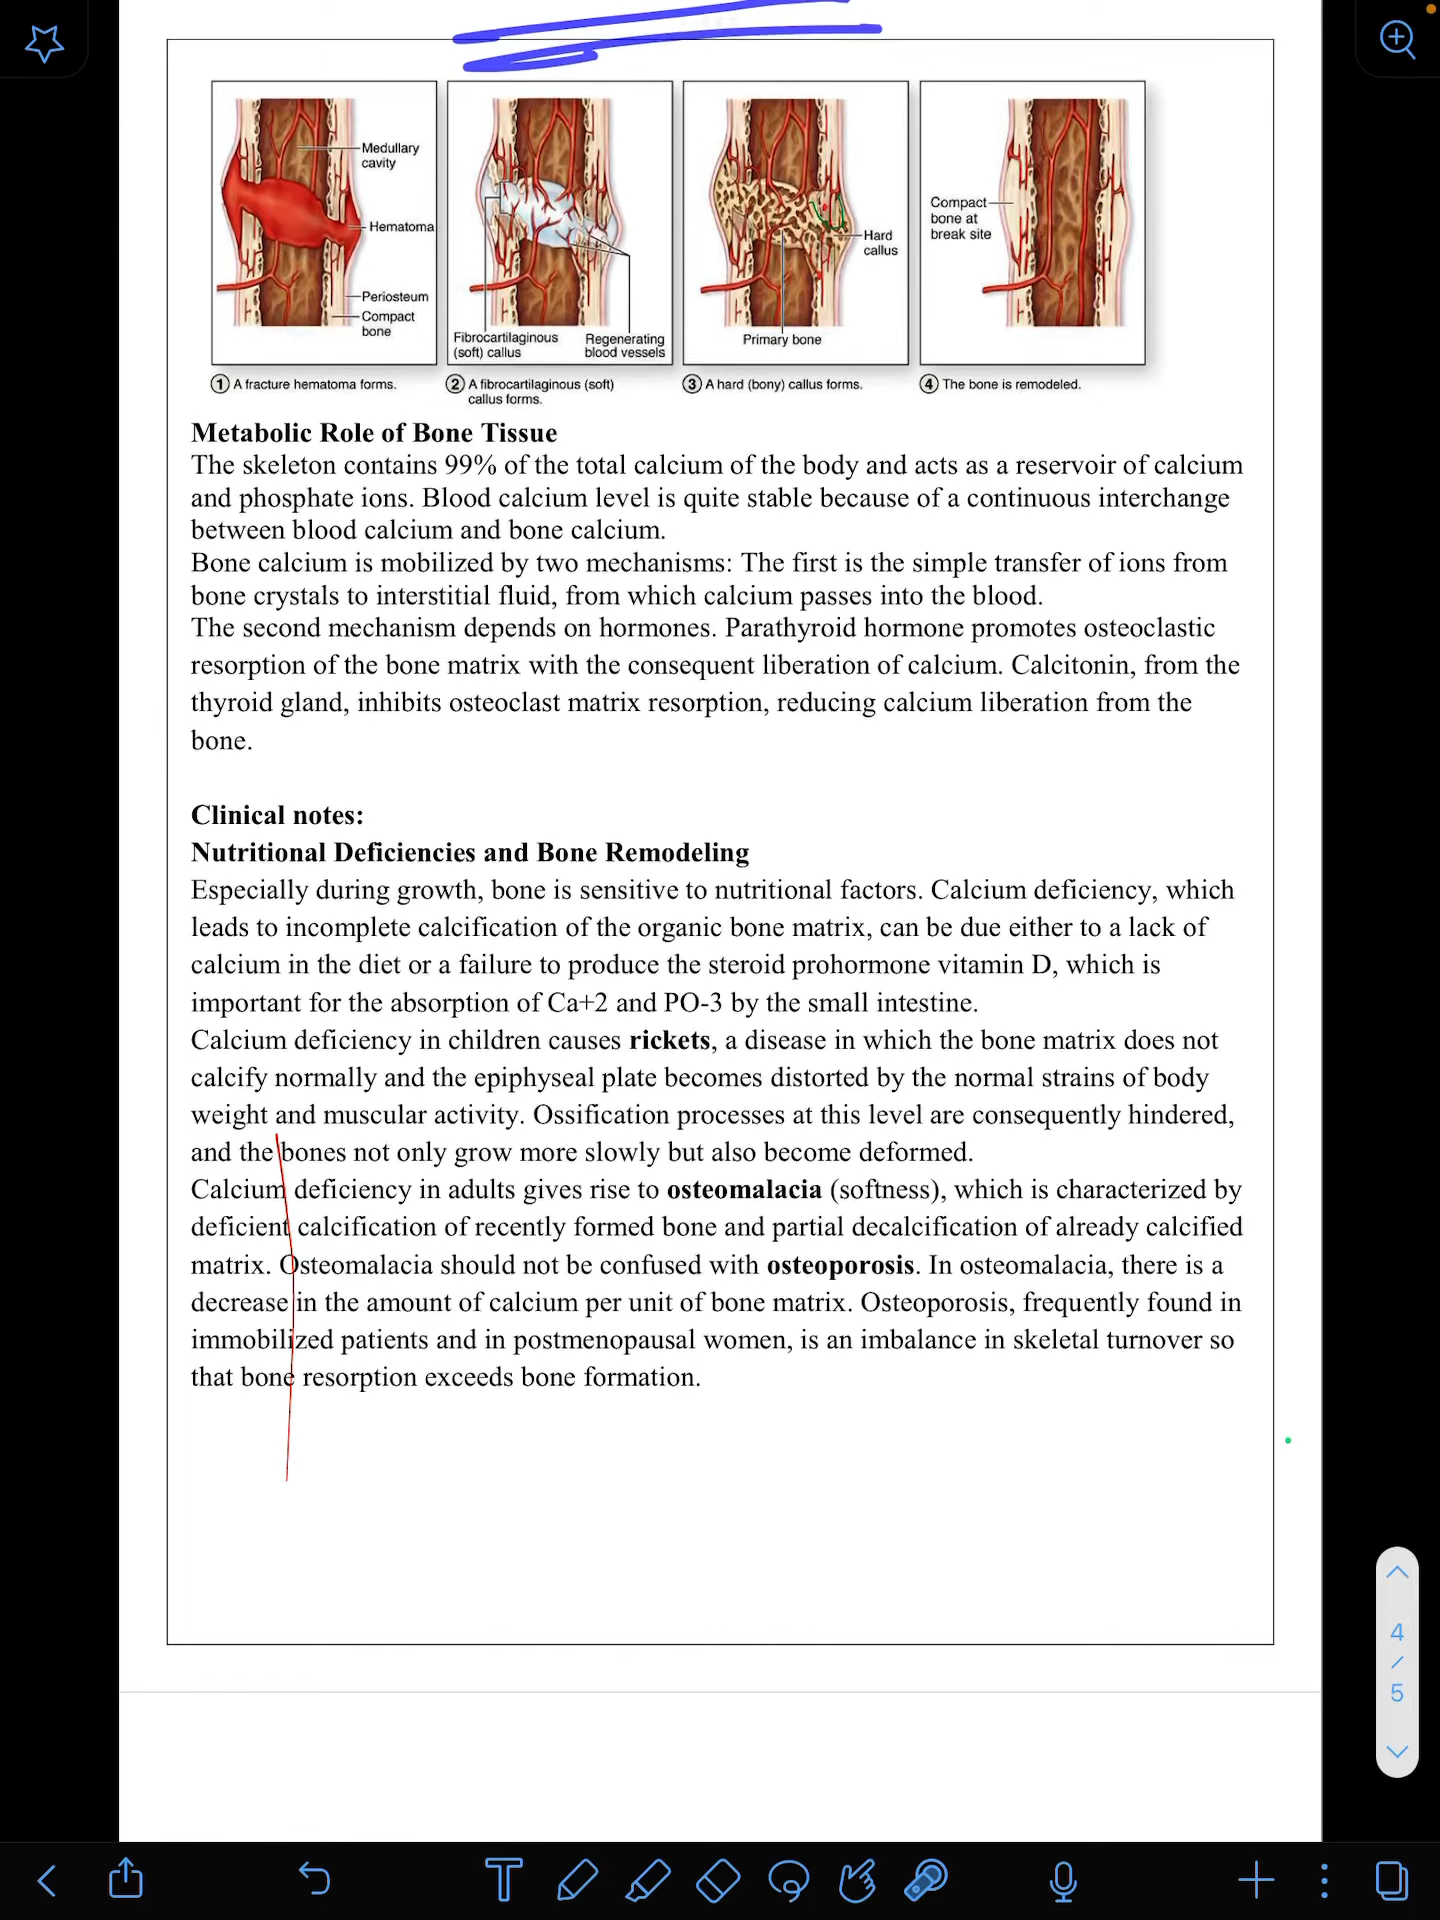 Medullary
cavity
Hematoma
Periosteum
Compact
bone
Fibrocartilaginous
(soft) callus
Regenerating
blood vessels
Hard
callus
Primary bone
Compact
bone at
break site
1 A fracture hematoma forms.
2 A fibrocartilaginous (soft)
callus forms.
3 A hard (bony) callus forms.
4 The bone is remodeled.
Metabolic Role of Bone Tissue
The skeleton contains 99% of the total calcium of the body and acts as a reservoir of calcium
and phosphate ions. Blood calcium level is quite stable because of a continuous interchange
between blood calcium and bone calcium.
Bone calcium is mobilized by two mechanisms: The first is the simple transfer of ions from
bone crystals to interstitial fluid, from which calcium passes into the blood.
The second mechanism depends on hormones. Parathyroid hormone promotes osteoclastic
resorption of the bone matrix with the consequent liberation of calcium. Calcitonin, from the
thyroid gland, inhibits osteoclast matrix resorption, reducing calcium liberation from the
bone.
Clinical notes:
Nutritional Deficiencies and Bone Remodeling
Especially during growth, bone is sensitive to nutritional factors. Calcium deficiency, which
leads to incomplete calcification of the organic bone matrix, can be due either to a lack of
calcium in the diet or a failure to produce the steroid prohormone vitamin D, which is
important for the absorption of Ca+2 and PO-3 by the small intestine.
Calcium deficiency in children causes rickets, a disease in which the bone matrix does not
calcify normally and the epiphyseal plate becomes distorted by the normal strains of body
weight and muscular activity. Ossification processes at this level are consequently hindered,
and the bones not only grow more slowly but also become deformed.
Calcium deficiency in adults gives rise to osteomalacia (softness), which is characterized by
deficient calcification of recently formed bone and partial decalcification of already calcified
matrix. Osteomalacia should not be confused with osteoporosis. In osteomalacia, there is a
decrease in the amount of calcium per unit of bone matrix. Osteoporosis, frequently found in
immobilized patients and in postmenopausal women, is an imbalance in skeletal turnover so
that bone resorption exceeds bone formation.
4
/
5
T